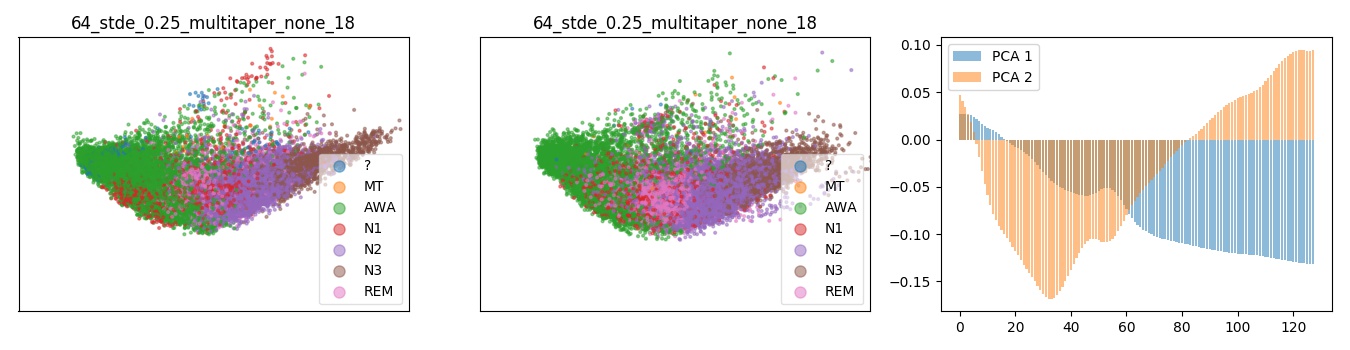 64_stde_0.25_multitaper_none_18
?
MT
AWA
N1
N2
N3
REM
64_stde_0.25_multitaper_none_18
?
MT
AWA
N1
N2
N3
REM
PCA 1
PCA 2
0.10
0.05
0.00
−0.05
−0.10
−0.15
0 20 40 60 80 100 120